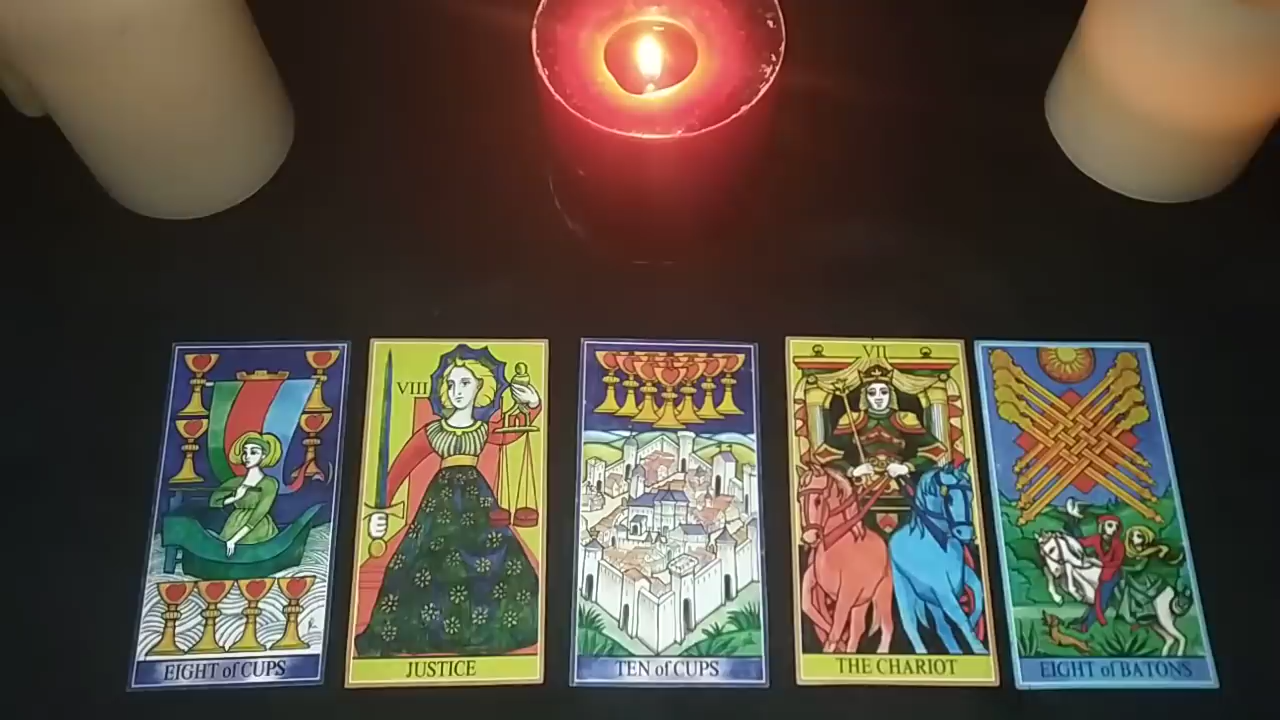 EIGHT of CUPS
VIII
JUSTICE
TEN of CUPS
VII
THE CHARIOT
EIGHT of BATONS